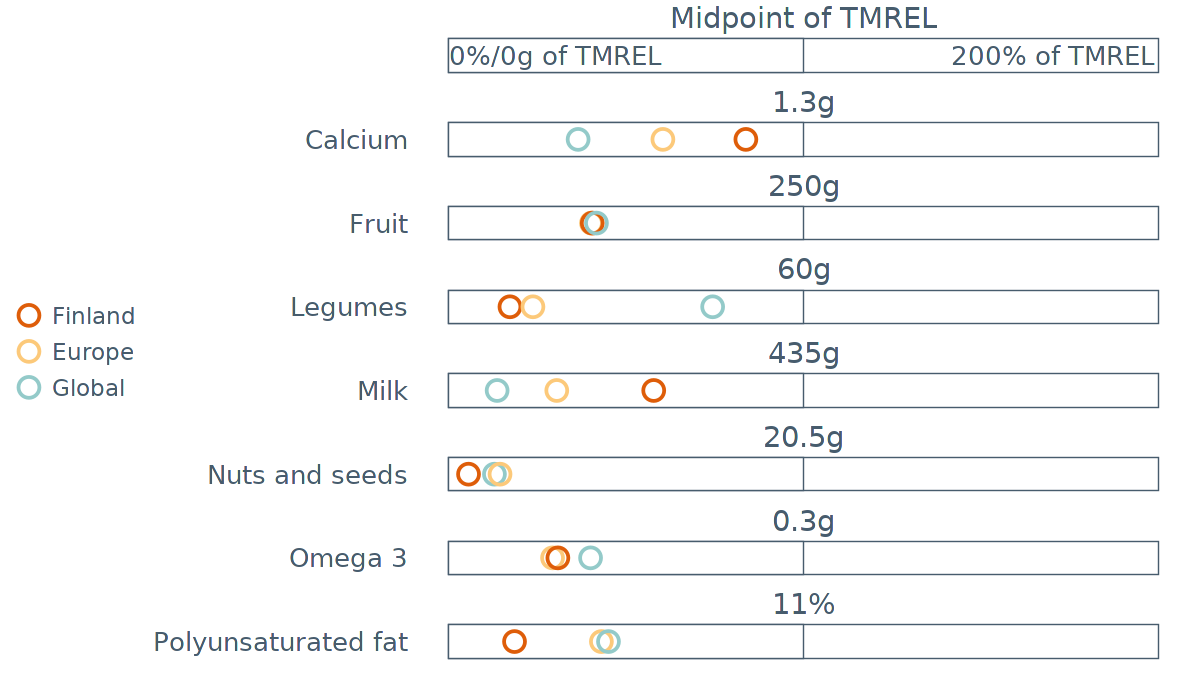 Midpoint of TMREL
0%/0g of TMREL 200% of TMREL
1.3g
Calcium
250g
Fruit
60g
Legumes
435g
Milk
20.5g
Nuts and seeds
0.3g
Omega 3
11%
Polyunsaturated fat
Finland
Europe
Global